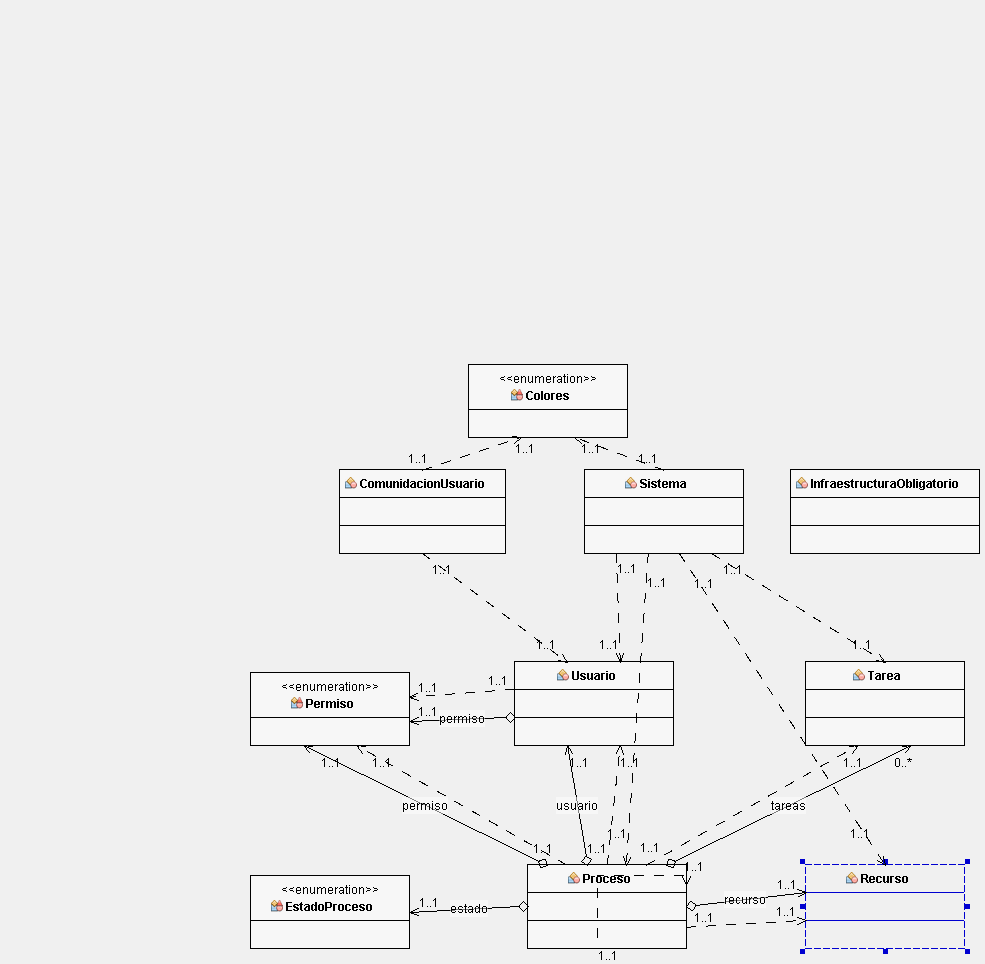 <<enumeration>>
Colores
1..1
1..1
1..1
1..1
ComunidacionUsuario
Sistema
InfraestructuraObligatorio
1..1
1..1
1..1
1..1
1..1
1..1
1..1
1..1
<<enumeration>>
Permiso
Usuario
Tarea
1..1
1..1
1..1
permiso
1..1
1..1
1..1
1..1
1..1
0..*
permiso
usuario
tareas
1..1
1..1
1..1
1..1
1..1
1..1
<<enumeration>>
EstadoProceso
Proceso
Recurso
1..1
estado
recurso
1..1
1..1
1..1
1..1